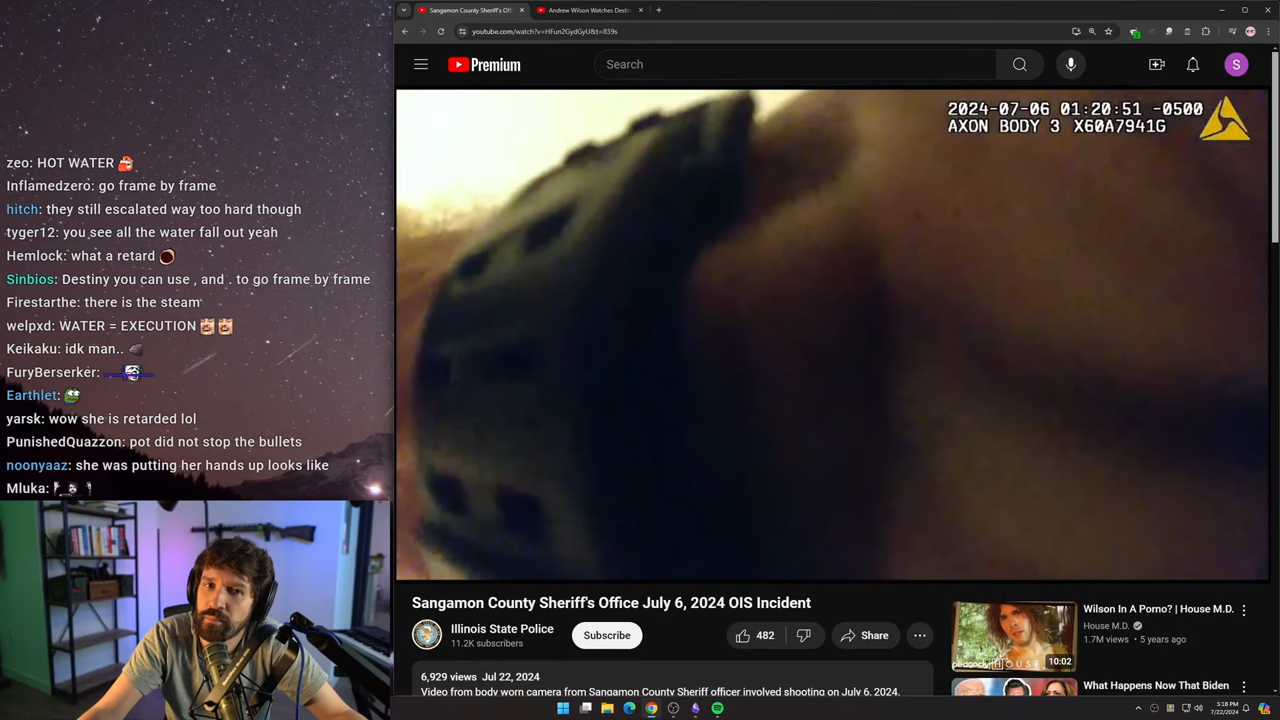 Sangamon County Sheriff's Of
Andrew Wilson Watches Desti
youtube.com/watch?v=HFun2GydGyU&t=839s
Premium
Search
S
2024-07-06 01:20:51 -0500
AXON BODY 3 X60A7941G
zeo: HOT WATER
Inflamedzero: go frame by frame
hitch: they still escalated way too hard though
tyger12: you see all the water fall out yeah
Hemlock: what a retard
Sinbios: Destiny you can use , and . to go frame by frame
Firestarthe: there is the steam
welpxd: WATER = EXECUTION
Keikaku: idk man..
FuryBerserker:
Earthlet:
yarsk: wow she is retarded lol
PunishedQuazzon: pot did not stop the bullets
noonyaaz: she was putting her hands up looks like
Mluka:
Sangamon County Sheriff's Office July 6, 2024 OIS Incident
Illinois State Police
11.2K subscribers
Subscribe
482
Share
6,929 views Jul 22, 2024
Video from body worn camera from Sangamon County Sheriff officer involved shooting on July 6, 2024.
peacock HOUSE
10:02
Wilson In A Porno? | House M.D.
House M.D.
1.7M views • 5 years ago
What Happens Now That Biden
5:18 PM
7/22/2024